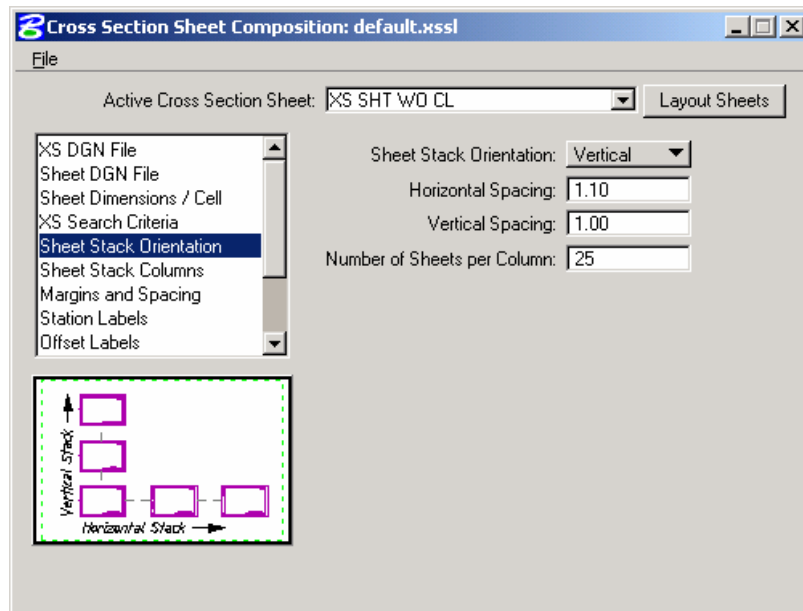 Cross Section Sheet Composition: default.xssl
File
Active Cross Section Sheet: XS SHT WO CL Layout Sheets
XS DGN File
Sheet DGN File
Sheet Dimensions / Cell
XS Search Criteria
Sheet Stack Orientation
Sheet Stack Columns
Margins and Spacing
Station Labels
Offset Labels
Sheet Stack Orientation: Vertical
Horizontal Spacing: 1.10
Vertical Spacing: 1.00
Number of Sheets per Column: 25
Vertical Stack
Horizontal Stack